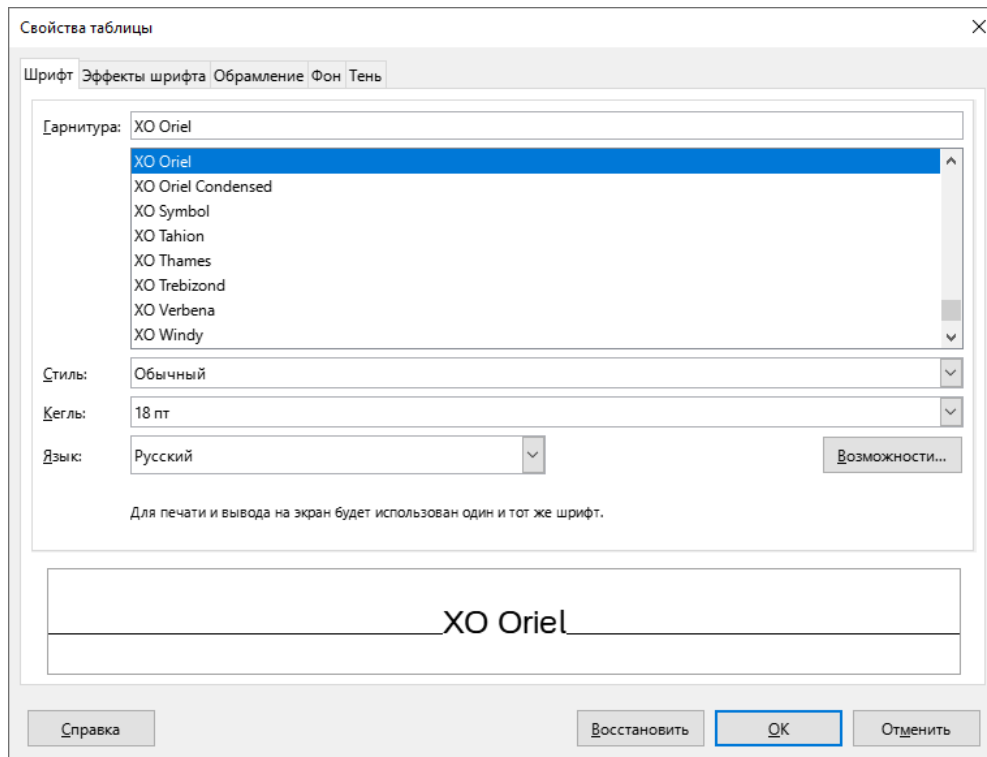 Свойства таблицы
Шрифт Эффекты шрифта Обрамление Фон Тень
Гарнитура: XO Oriel
XO Oriel
XO Oriel Condensed
XO Symbol
XO Tahion
XO Thames
XO Trebizond
XO Verbena
XO Windy
Стиль: Обычный
Кегль: 18 пт
Язык: Русский Возможности...
Для печати и вывода на экран будет использован один и тот же шрифт.
XO Oriel
Справка Восстановить OK Отменить